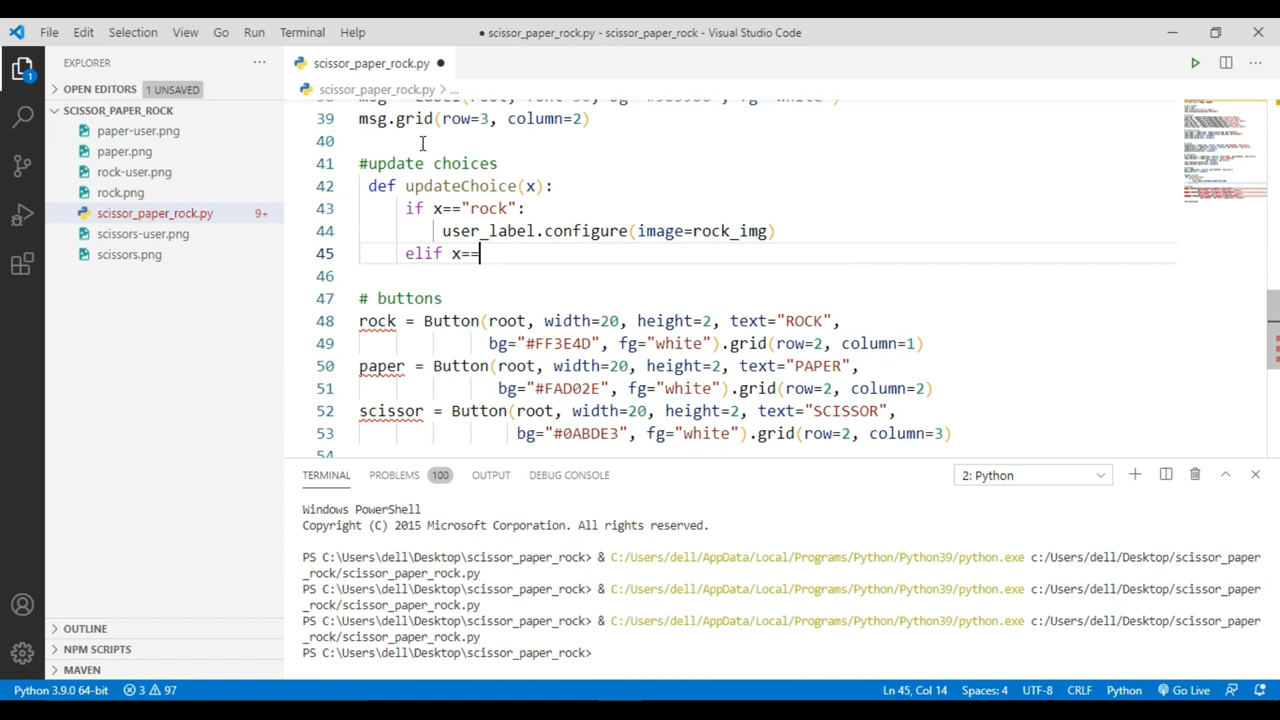 File Edit Selection View Go Run Terminal Help
● scissor_paper_rock.py - scissor_paper_rock - Visual Studio Code
EXPLORER
scissor_paper_rock.py
OPEN EDITORS 1 UNSAVED
scissor_paper_rock.py > ...
SCISSOR_PAPER_ROCK
paper-user.png
paper.png
rock-user.png
rock.png
scissor_paper_rock.py 9+
scissors-user.png
scissors.png
OUTLINE
NPM SCRIPTS
MAVEN
1
39 msg.grid(row=3, column=2)
40
41 #update choices
42 def updateChoice(x):
43 if x=="rock":
44 user_label.configure(image=rock_img)
45 elif x==
46
47 # buttons
48 rock = Button(root, width=20, height=2, text="ROCK",
49 bg="#FF3E4D", fg="white").grid(row=2, column=1)
50 paper = Button(root, width=20, height=2, text="PAPER",
51 bg="#FAD02E", fg="white").grid(row=2, column=2)
52 scissor = Button(root, width=20, height=2, text="SCISSOR",
53 bg="#0ABDE3", fg="white").grid(row=2, column=3)
54
TERMINAL PROBLEMS 100 OUTPUT DEBUG CONSOLE 2: Python
Windows PowerShell
Copyright (C) 2015 Microsoft Corporation. All rights reserved.
PS C:\Users\dell\Desktop\scissor_paper_rock> & C:/Users/dell/AppData/Local/Programs/Python/Python39/python.exe c:/Users/dell/Desktop/scissor_paper
_rock/scissor_paper_rock.py
PS C:\Users\dell\Desktop\scissor_paper_rock> & C:/Users/dell/AppData/Local/Programs/Python/Python39/python.exe c:/Users/dell/Desktop/scissor_paper
_rock/scissor_paper_rock.py
PS C:\Users\dell\Desktop\scissor_paper_rock> & C:/Users/dell/AppData/Local/Programs/Python/Python39/python.exe c:/Users/dell/Desktop/scissor_paper
_rock/scissor_paper_rock.py
PS C:\Users\dell\Desktop\scissor_paper_rock>
Python 3.9.0 64-bit 3 97 Ln 45, Col 14 Spaces: 4 UTF-8 CRLF Python Go Live